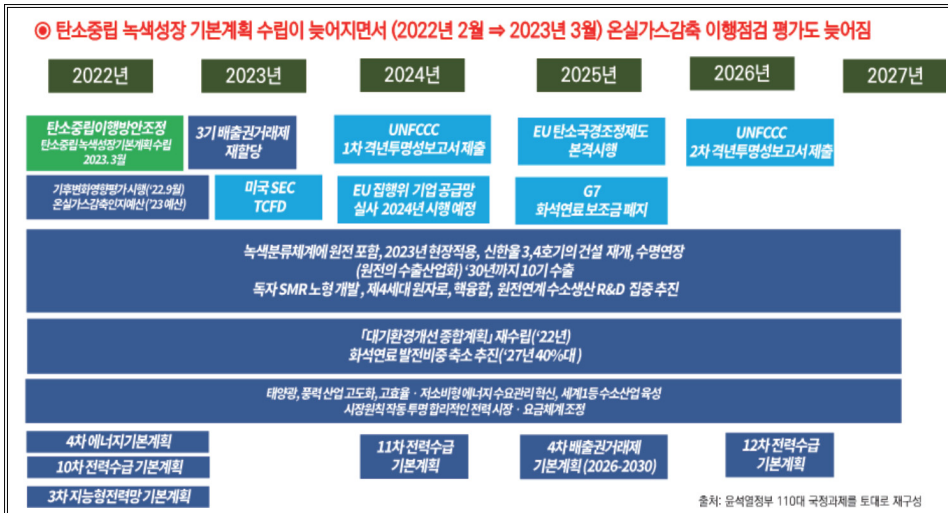 ◉ 탄소중립 녹색성장 기본계획 수립이 늦어지면서 (2022년 2월 ⇒ 2023년 3월) 온실가스감축 이행점검 평가도 늦어짐
2022년
2023년
2024년
2025년
2026년
2027년
탄소중립이행방안조정
탄소중립녹색성장기본계획수립
2023. 3월
3기 배출권거래제
재할당
UNFCCC
1차 격년투명성보고서 제출
EU 탄소국경조정제도
본격시행
UNFCCC
2차 격년투명성보고서 제출
기후변화영향평가 시행('22.9월)
온실가스감축인지예산('23 예산)
미국 SEC
TCFD
EU 집행위 기업 공급망
실사 2024년 시행 예정
G7
화석연료 보조금 폐지
녹색분류체계에 원전 포함, 2023년 현장적용, 신한울 3,4호기의 건설 재개, 수명연장
(원전의 수출산업화) '30년까지 10기 수출
독자 SMR 노형 개발, 제4세대 원자로, 핵융합, 원전연계 수소생산 R&D 집중 추진
「대기환경개선 종합계획」 재수립('22년)
화석연료 발전비중 축소 추진('27년 40%대)
태양광, 풍력 산업 고도화, 고효율·저소비형 에너지 수요관리 혁신, 세계1등 수소산업 육성
시장원칙 작동 투명 합리적인 전력 시장·요금체계 조정
4차 에너지기본계획
10차 전력수급 기본계획
3차 지능형전력망 기본계획
11차 전력수급
기본계획
4차 배출권거래제
기본계획 (2026-2030)
12차 전력수급
기본계획
출처: 윤석열정부 110대 국정과제를 토대로 재구성